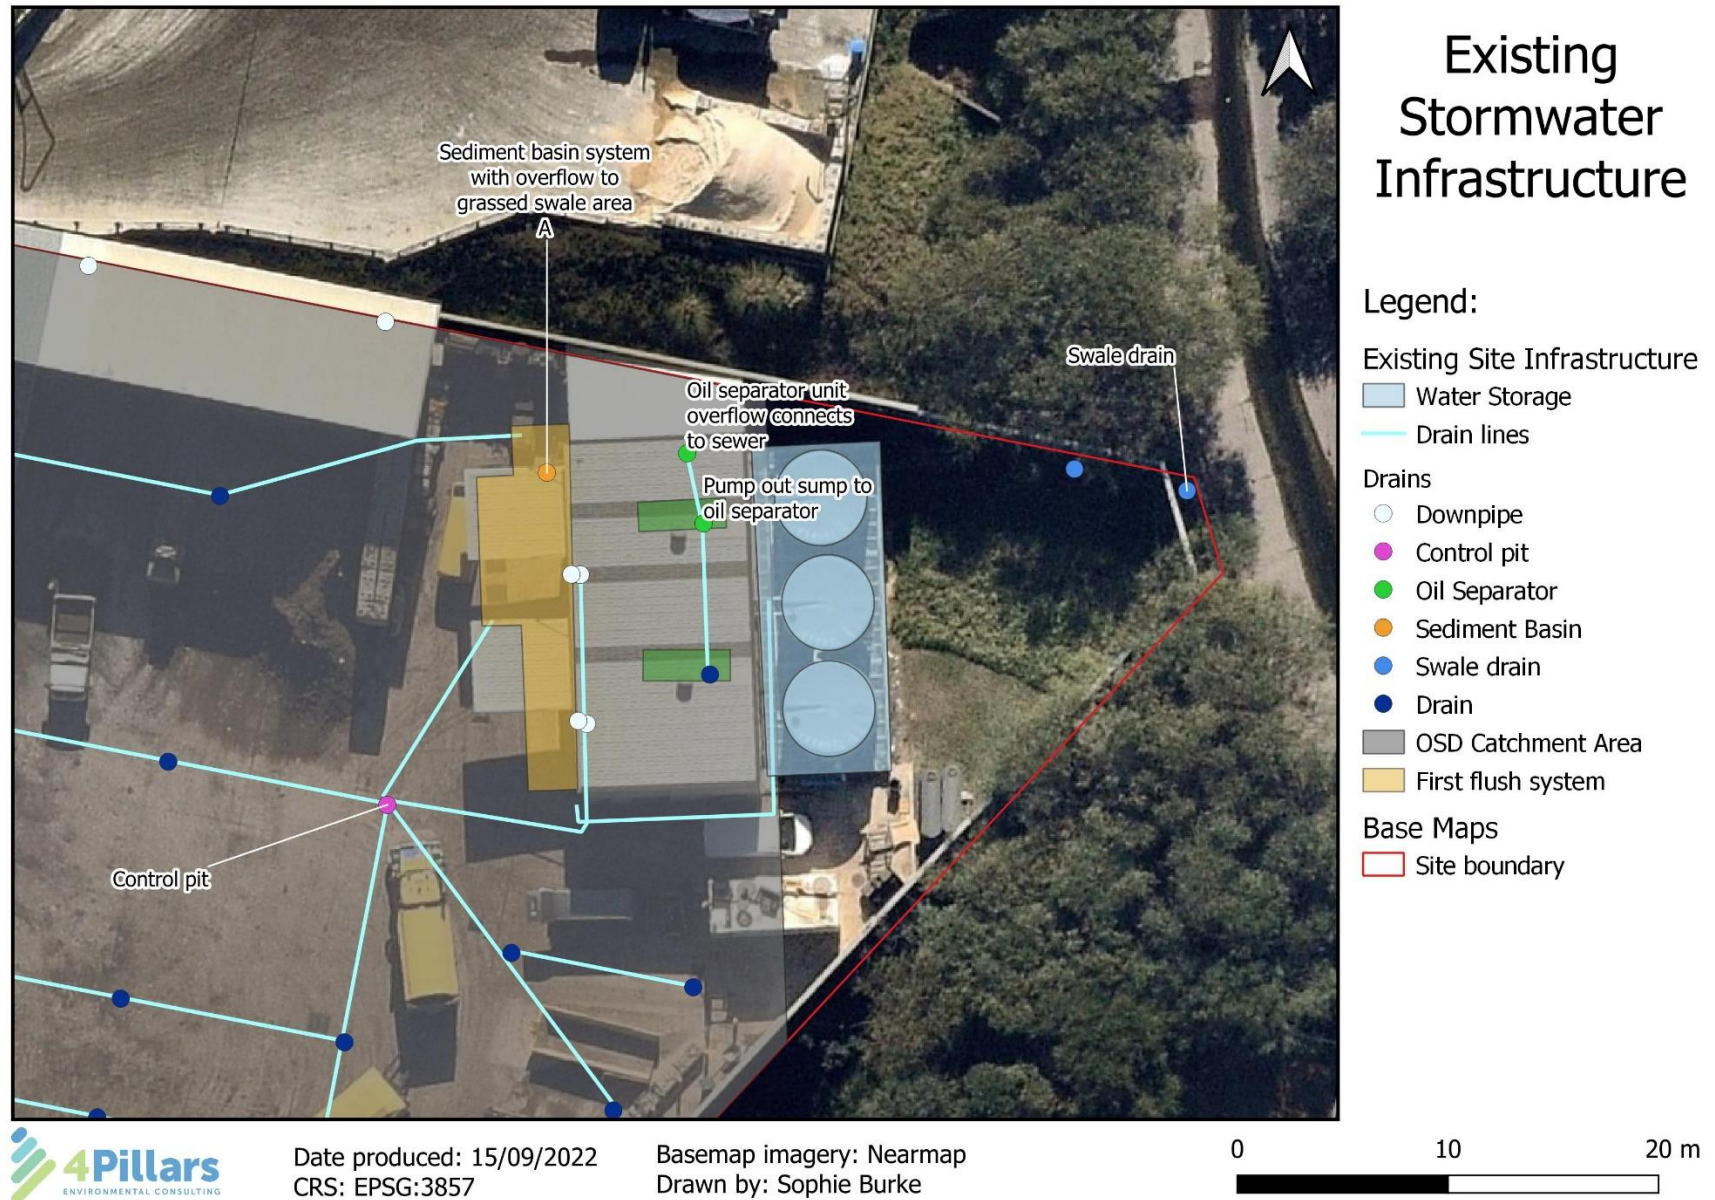 Existing
Stormwater
Infrastructure
Sediment basin system
with overflow to
grassed swale area
A
Swale drain
Oil separator unit
overflow connects
to sewer
Pump out sump to
oil separator
Control pit
Legend:
Existing Site Infrastructure
Water Storage
Drain lines
Drains
Downpipe
Control pit
Oil Separator
Sediment Basin
Swale drain
Drain
OSD Catchment Area
First flush system
Base Maps
Site boundary
4Pillars
ENVIRONMENTAL CONSULTING
Date produced: 15/09/2022
CRS: EPSG:3857
Basemap imagery: Nearmap
Drawn by: Sophie Burke
0 10 20 m